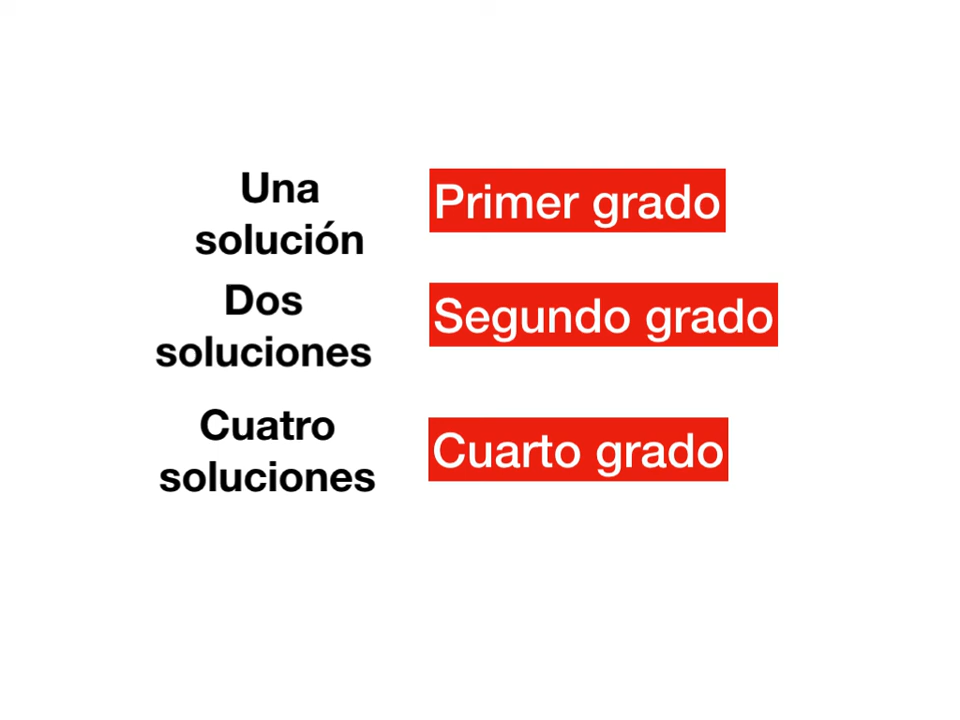 Una
solución
Primer grado
Dos
soluciones
Segundo grado
Cuatro
soluciones
Cuarto grado